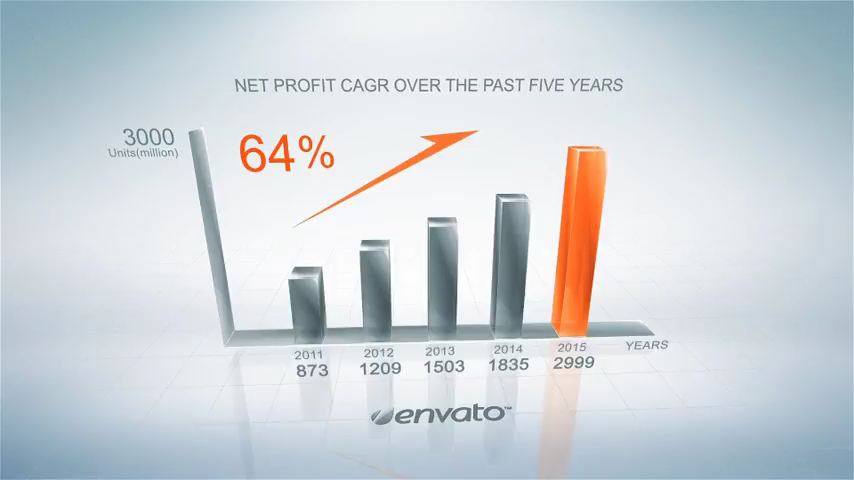 NET PROFIT CAGR OVER THE PAST FIVE YEARS
3000
Units(million)
64%
2011 2012 2013 2014 2015 YEARS
873 1209 1503 1835 2999
envato™